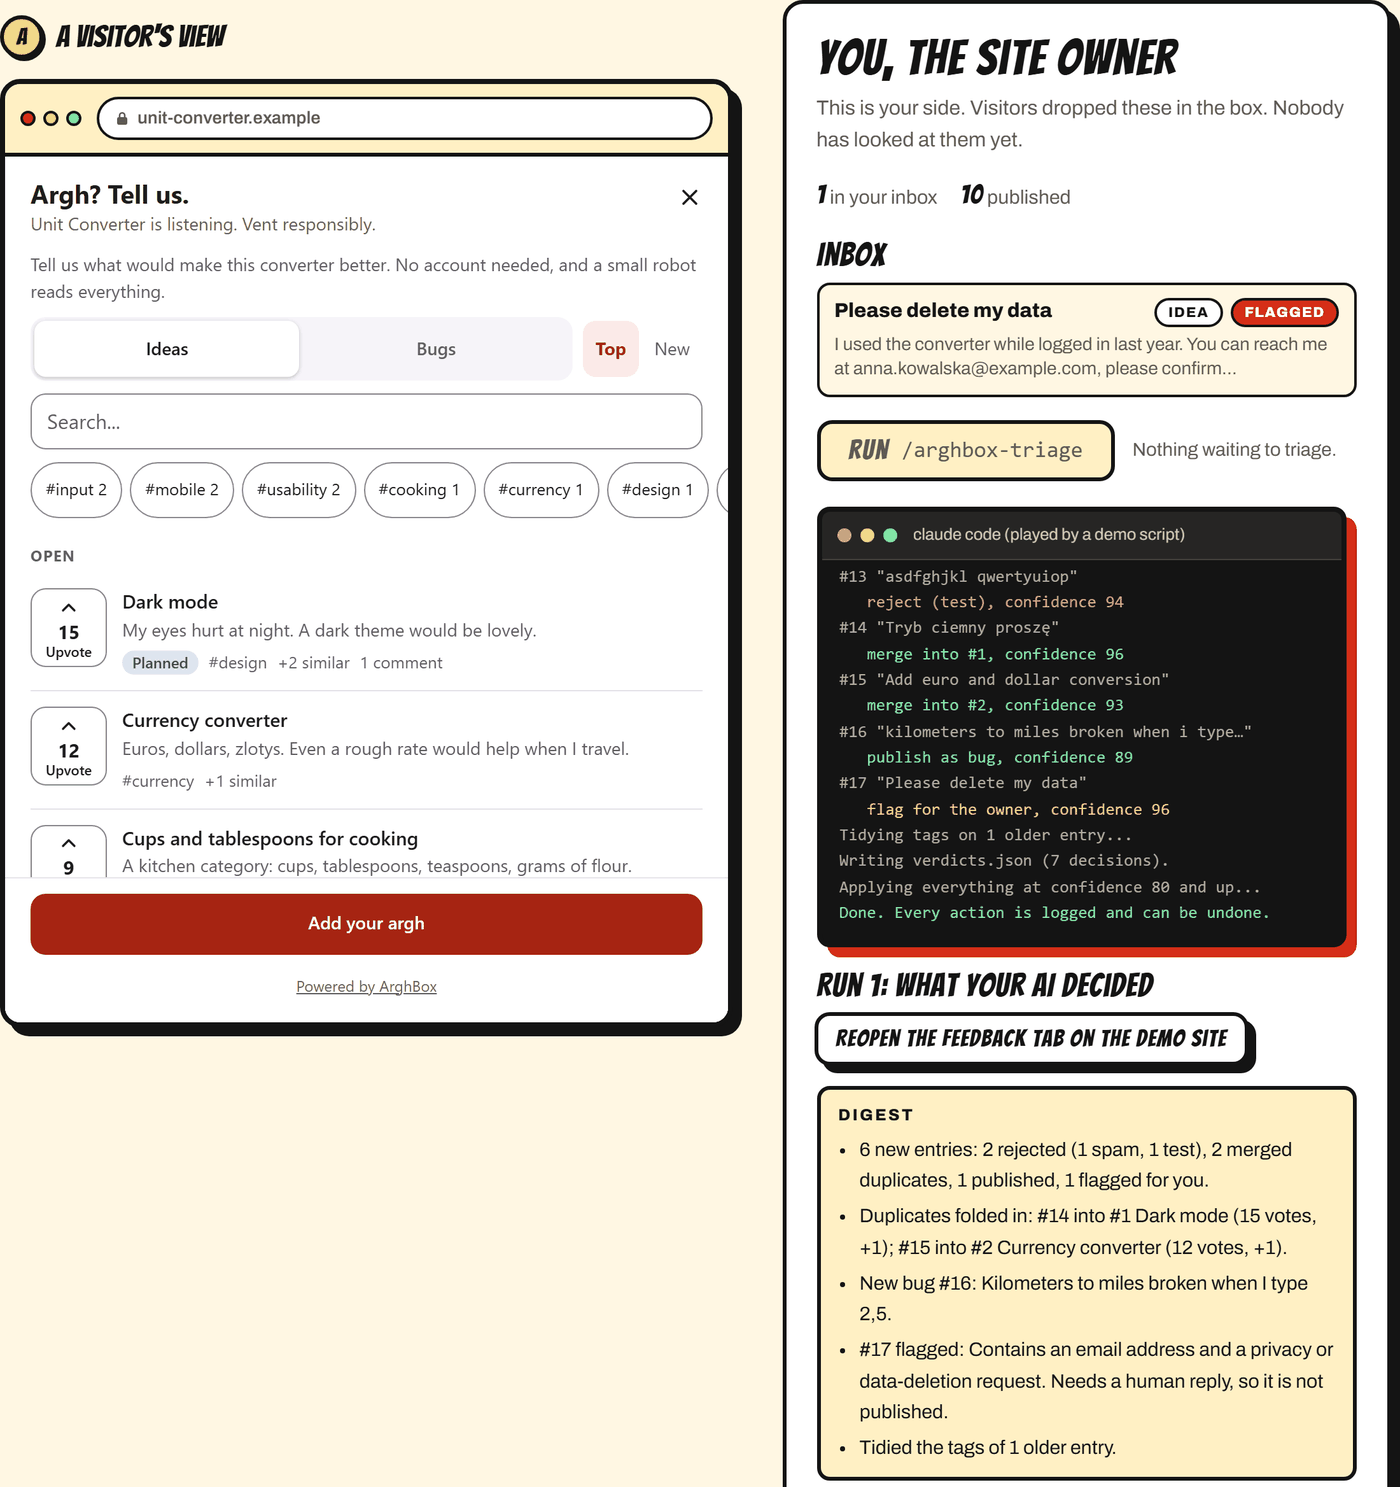 A
A VISITOR'S VIEW
unit-converter.example
Argh? Tell us.
Unit Converter is listening. Vent responsibly.
Tell us what would make this converter better. No account needed, and a small robot
reads everything.
Ideas
Bugs
Top
New
Search...
#input 2
#mobile 2
#usability 2
#cooking 1
#currency 1
#design 1
OPEN
15
Upvote
Dark mode
My eyes hurt at night. A dark theme would be lovely.
Planned #design +2 similar 1 comment
12
Upvote
Currency converter
Euros, dollars, zlotys. Even a rough rate would help when I travel.
#currency +1 similar
9
Cups and tablespoons for cooking
A kitchen category: cups, tablespoons, teaspoons, grams of flour.
Add your argh
Powered by ArghBox
YOU, THE SITE OWNER
This is your side. Visitors dropped these in the box. Nobody
has looked at them yet.
1 in your inbox 10 published
INBOX
Please delete my data
IDEA
FLAGGED
I used the converter while logged in last year. You can reach me
at anna.kowalska@example.com, please confirm...
RUN /arghbox-triage
Nothing waiting to triage.
claude code (played by a demo script)
#13 "asdfghjkl qwertyuiop"
reject (test), confidence 94
#14 "Tryb ciemny proszę"
merge into #1, confidence 96
#15 "Add euro and dollar conversion"
merge into #2, confidence 93
#16 "kilometers to miles broken when i type…"
publish as bug, confidence 89
#17 "Please delete my data"
flag for the owner, confidence 96
Tidying tags on 1 older entry...
Writing verdicts.json (7 decisions).
Applying everything at confidence 80 and up...
Done. Every action is logged and can be undone.
RUN 1: WHAT YOUR AI DECIDED
REOPEN THE FEEDBACK TAB ON THE DEMO SITE
DIGEST
• 6 new entries: 2 rejected (1 spam, 1 test), 2 merged
duplicates, 1 published, 1 flagged for you.
• Duplicates folded in: #14 into #1 Dark mode (15 votes,
+1); #15 into #2 Currency converter (12 votes, +1).
• New bug #16: Kilometers to miles broken when I type
2,5.
• #17 flagged: Contains an email address and a privacy or
data-deletion request. Needs a human reply, so it is not
published.
• Tidied the tags of 1 older entry.